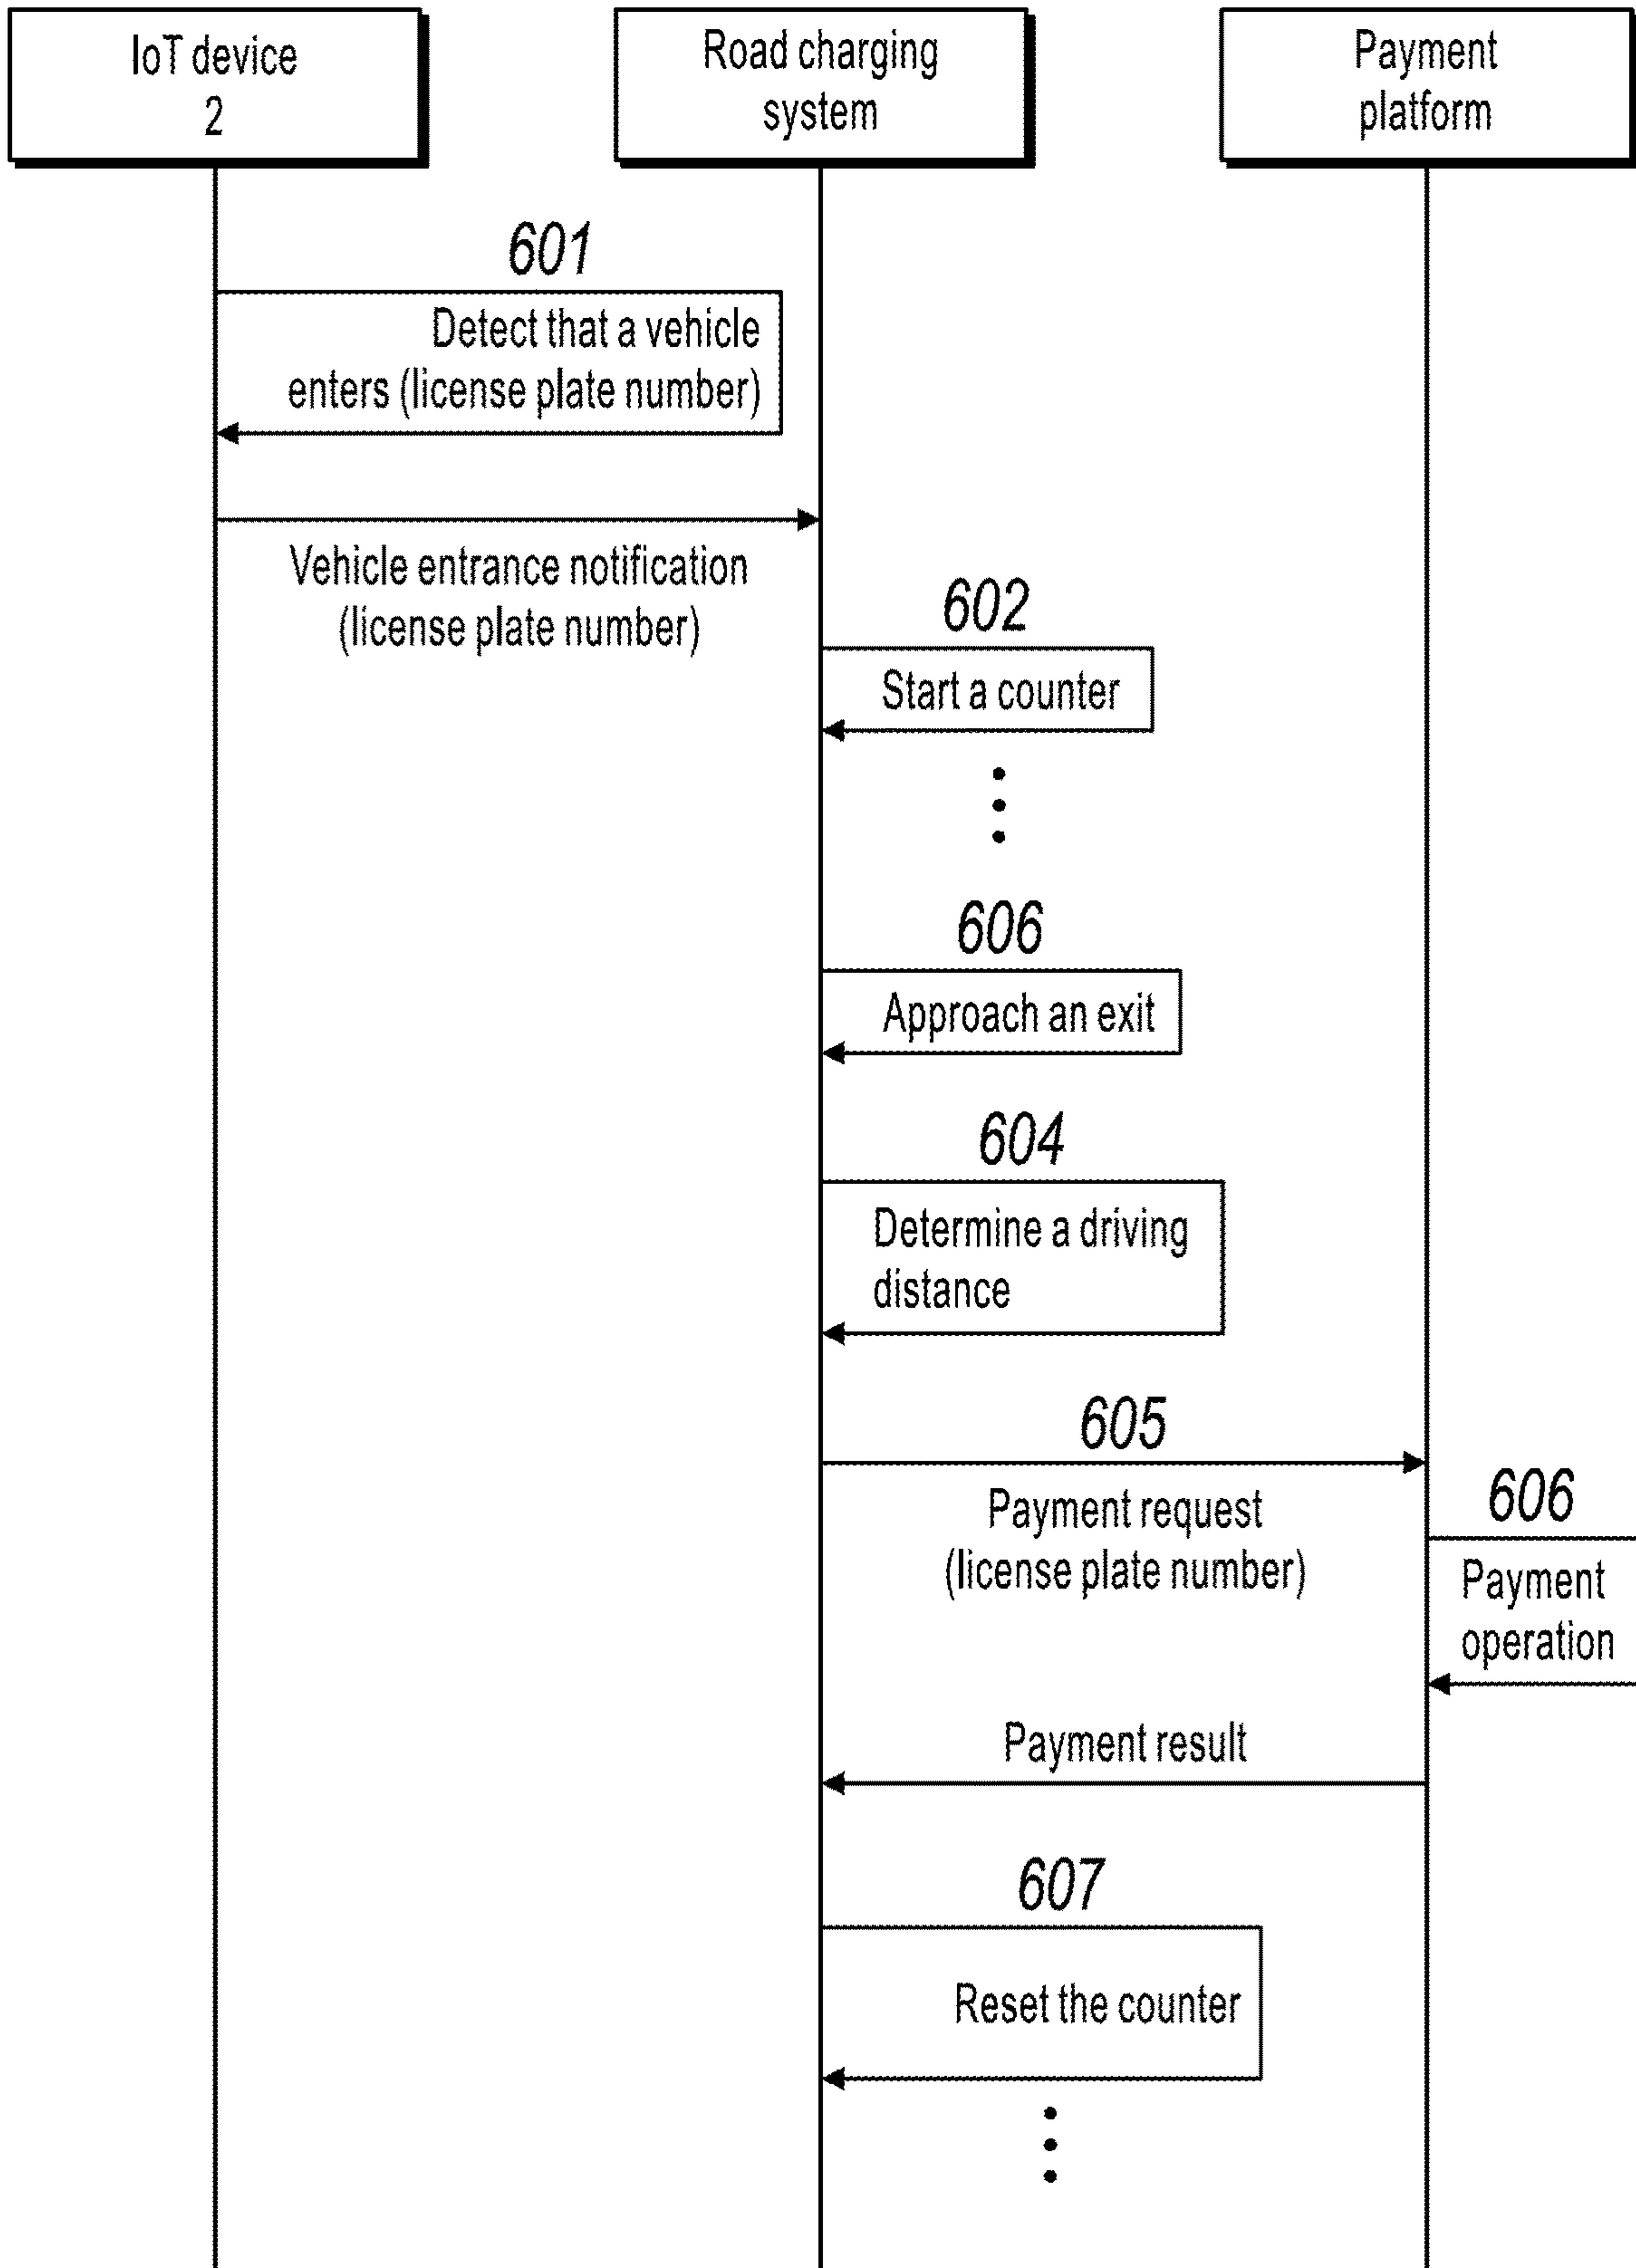 IoT device
2
Road charging
system
Payment
platform
601
Detect that a vehicle
enters (license plate number)
Vehicle entrance notification
(license plate number)
602
Start a counter
606
Approach an exit
604
Determine a driving
distance
605
Payment request
(license plate number)
606
Payment
operation
Payment result
607
Reset the counter